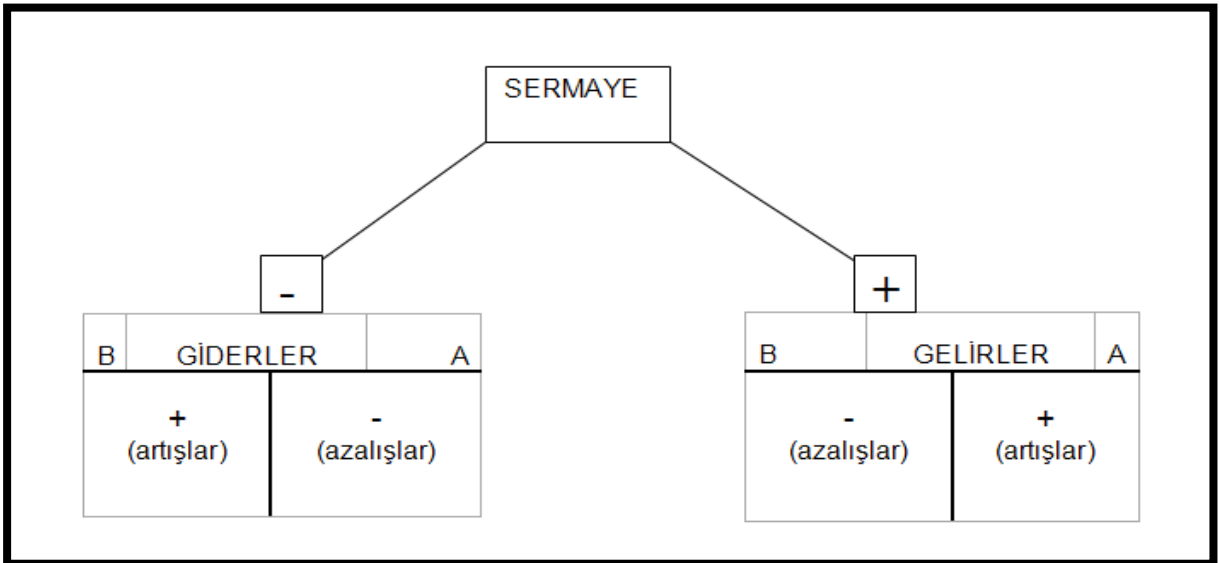 SERMAYE
- +
B GİDERLER A B GELİRLER A
+ - - +
(artışlar) (azalışlar) (azalışlar) (artışlar)